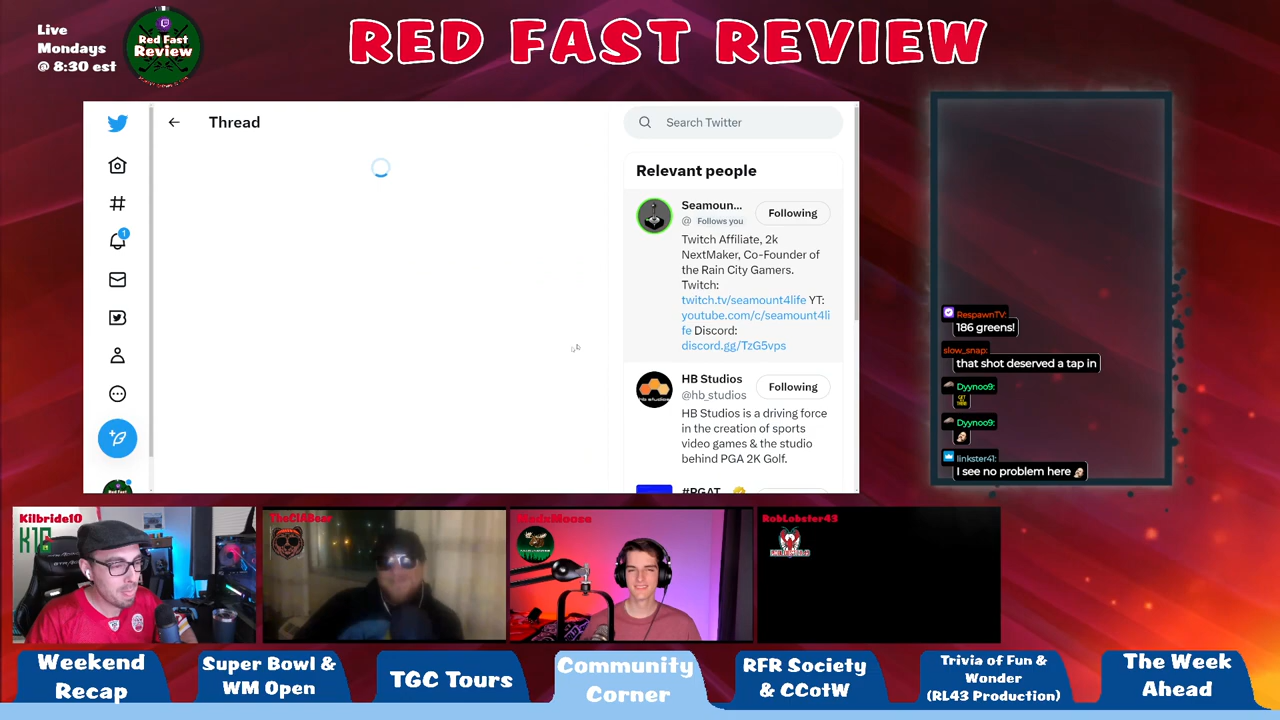 Live
Mondays
@ 8:30 est
Red Fast
Review
RED FAST REVIEW
Thread
Search Twitter
1
Relevant people
Seamoun...
Following
@ Follows you
Twitch Affiliate, 2k
NextMaker, Co-Founder of
the Rain City Gamers.
Twitch:
twitch.tv/seamount4life YT:
youtube.com/c/seamount4li
fe Discord:
discord.gg/TzG5vps
HB Studios
Following
@hb_studios
HB Studios is a driving force
in the creation of sports
video games & the studio
behind PGA 2K Golf.
RespawnTV:
186 greens!
slow_snap:
that shot deserved a tap in
Dyynoo9:
Dyynoo9:
linkster41:
I see no problem here
Kilbride10
K10
TheCIABear
RobLobster43
Weekend
Recap
Super Bowl &
WM Open
TGC Tours
Community
Corner
RFR Society
& CCotW
Trivia of Fun &
Wonder
(RL43 Production)
The Week
Ahead